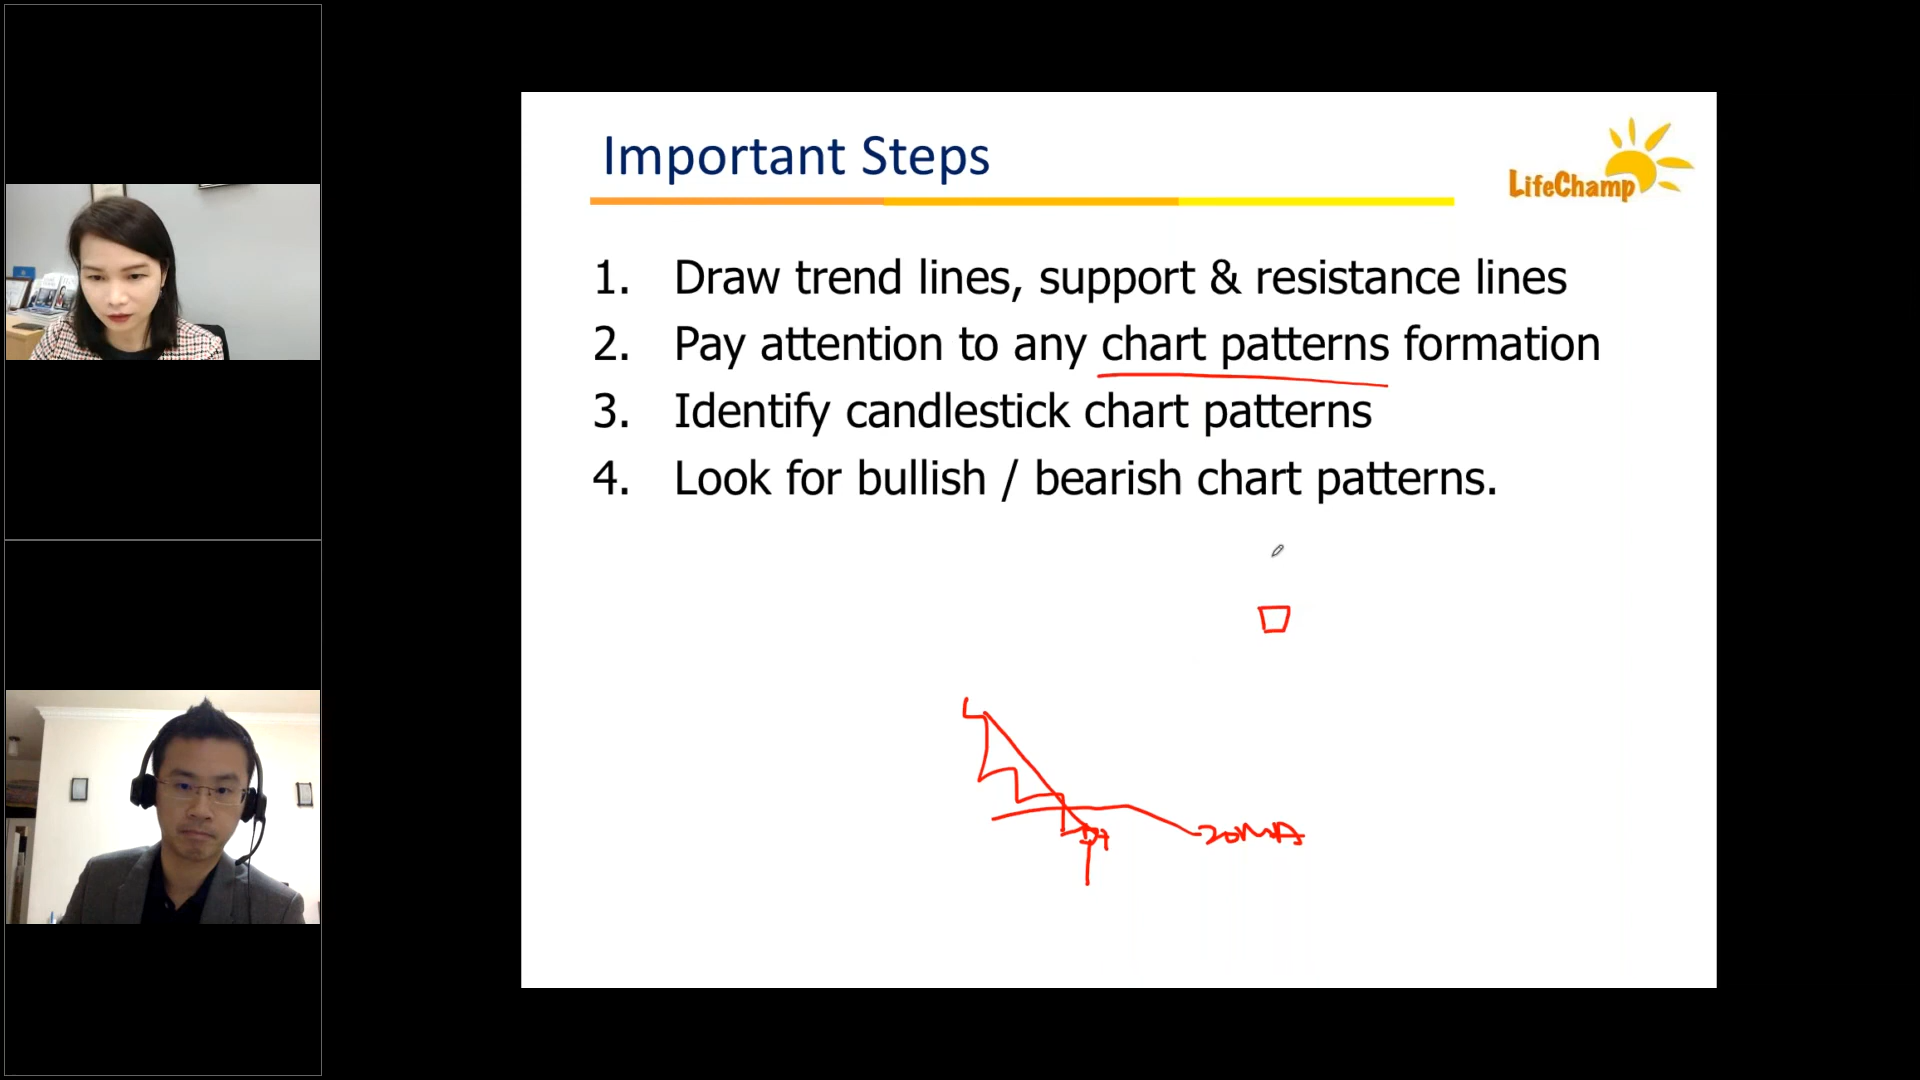 Important Steps
LifeChamp
1. Draw trend lines, support & resistance lines
2. Pay attention to any chart patterns formation
3. Identify candlestick chart patterns
4. Look for bullish / bearish chart patterns.
20MA